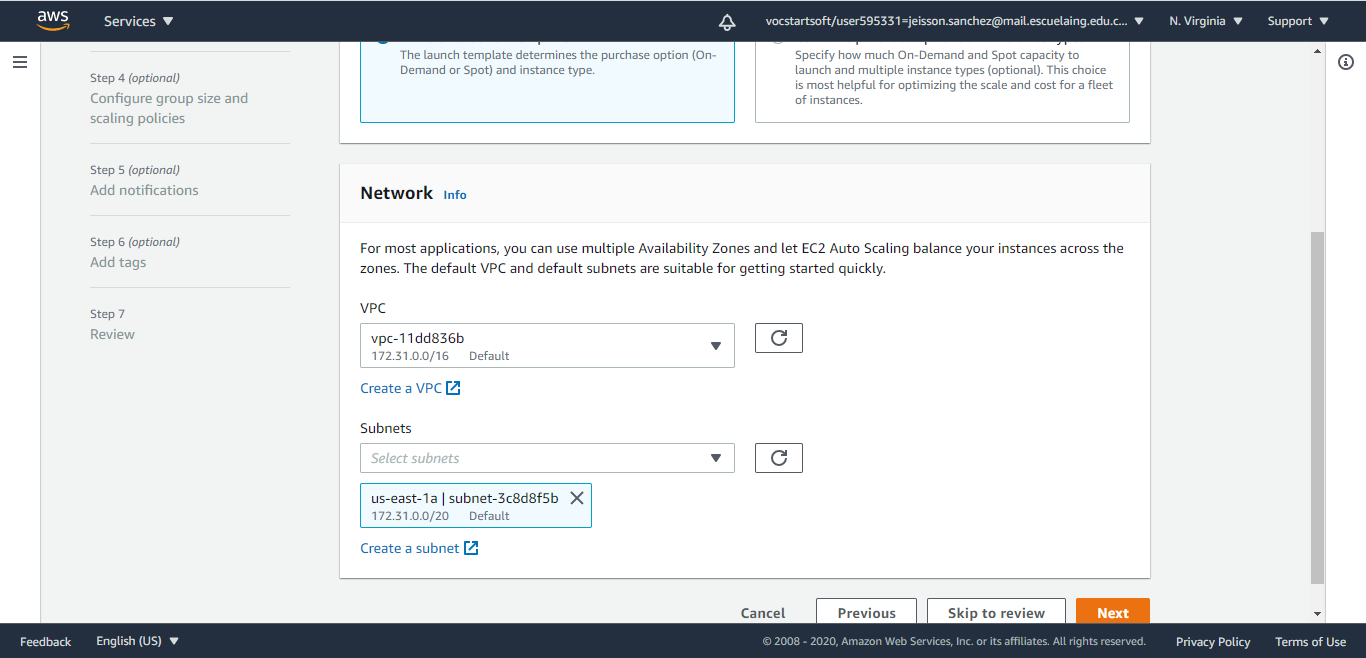 aws
Services
vocstartsoft/user595331=jeisson.sanchez@mail.escuelaing.edu.c...
N. Virginia
Support
Step 4 (optional)
Configure group size and
scaling policies
Step 5 (optional)
Add notifications
Step 6 (optional)
Add tags
Step 7
Review
The launch template determines the purchase option (On-
Demand or Spot) and instance type.
Specify how much On-Demand and Spot capacity to
launch and multiple instance types (optional). This choice
is most helpful for optimizing the scale and cost for a fleet
of instances.
Network Info
For most applications, you can use multiple Availability Zones and let EC2 Auto Scaling balance your instances across the
zones. The default VPC and default subnets are suitable for getting started quickly.
VPC
vpc-11dd836b
172.31.0.0/16 Default
Create a VPC
Subnets
Select subnets
us-east-1a | subnet-3c8d8f5b
172.31.0.0/20 Default
Create a subnet
Cancel
Previous
Skip to review
Next
Feedback
English (US)
© 2008 - 2020, Amazon Web Services, Inc. or its affiliates. All rights reserved.
Privacy Policy
Terms of Use